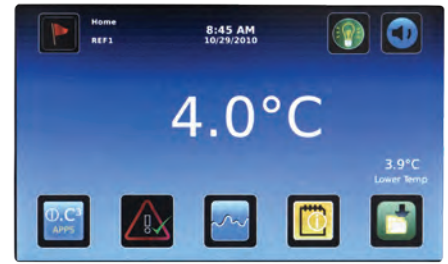 Home
REF1
8:45 AM
10/29/2010
4.0°C
3.9°C
Lower Temp
APPS